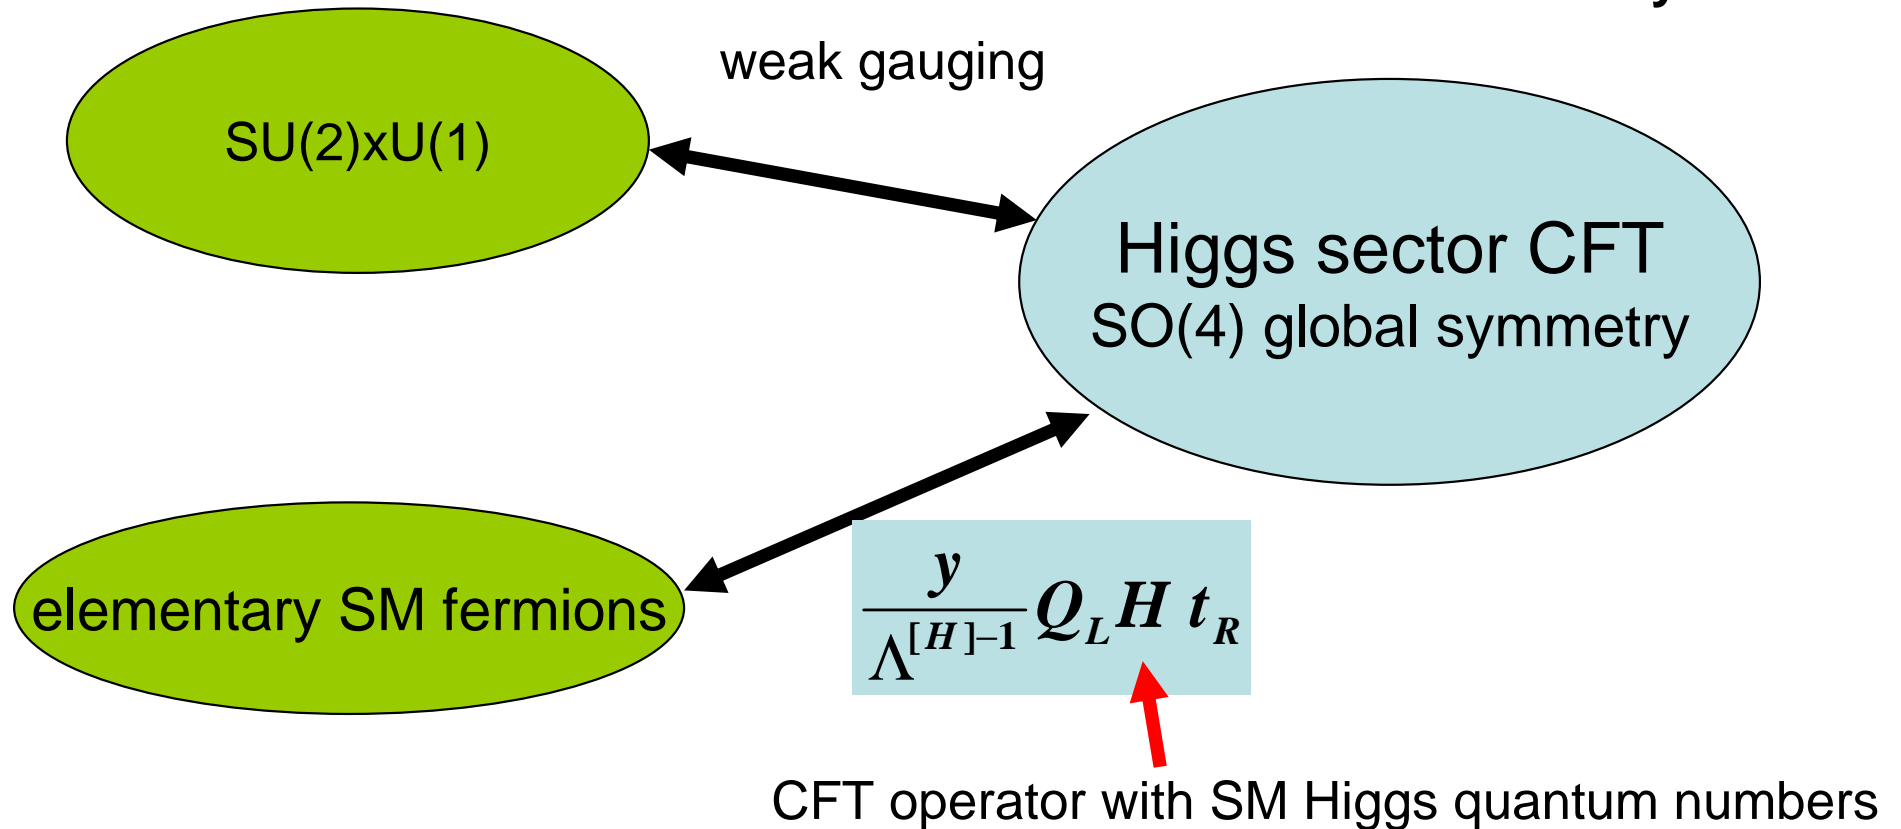 weak gauging
SU(2)xU(1)
Higgs sector CFT
SO(4) global symmetry
elementary SM fermions
y/Λ^{[H]−1} Q_L H t_R
CFT operator with SM Higgs quantum numbers